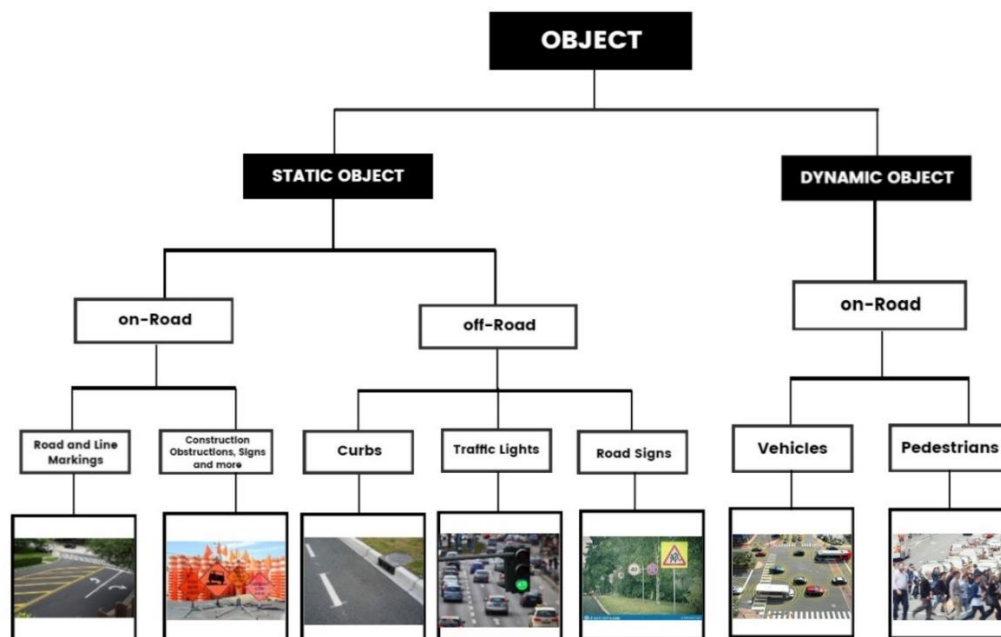 OBJECT
STATIC OBJECT
DYNAMIC OBJECT
on-Road
off-Road
on-Road
Road and Line
Markings
Construction
Obstructions, Signs
and more
Curbs
Traffic Lights
Road Signs
Vehicles
Pedestrians